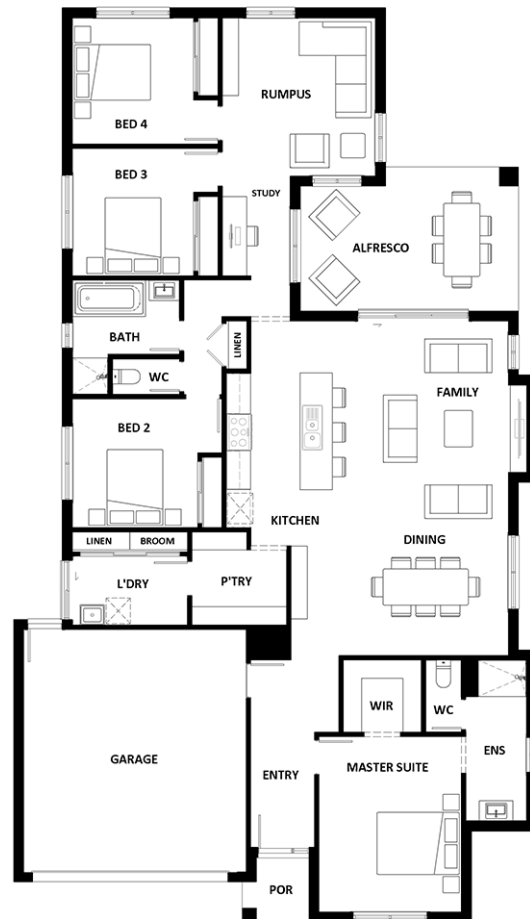 RUMPUS
BED 4
BED 3
STUDY
ALFRESCO
BATH
LINEN
WC
FAMILY
BED 2
KITCHEN
DINING
LINEN
BROOM
L'DRY
P'TRY
WIR
WC
GARAGE
ENTRY
MASTER SUITE
ENS
POR